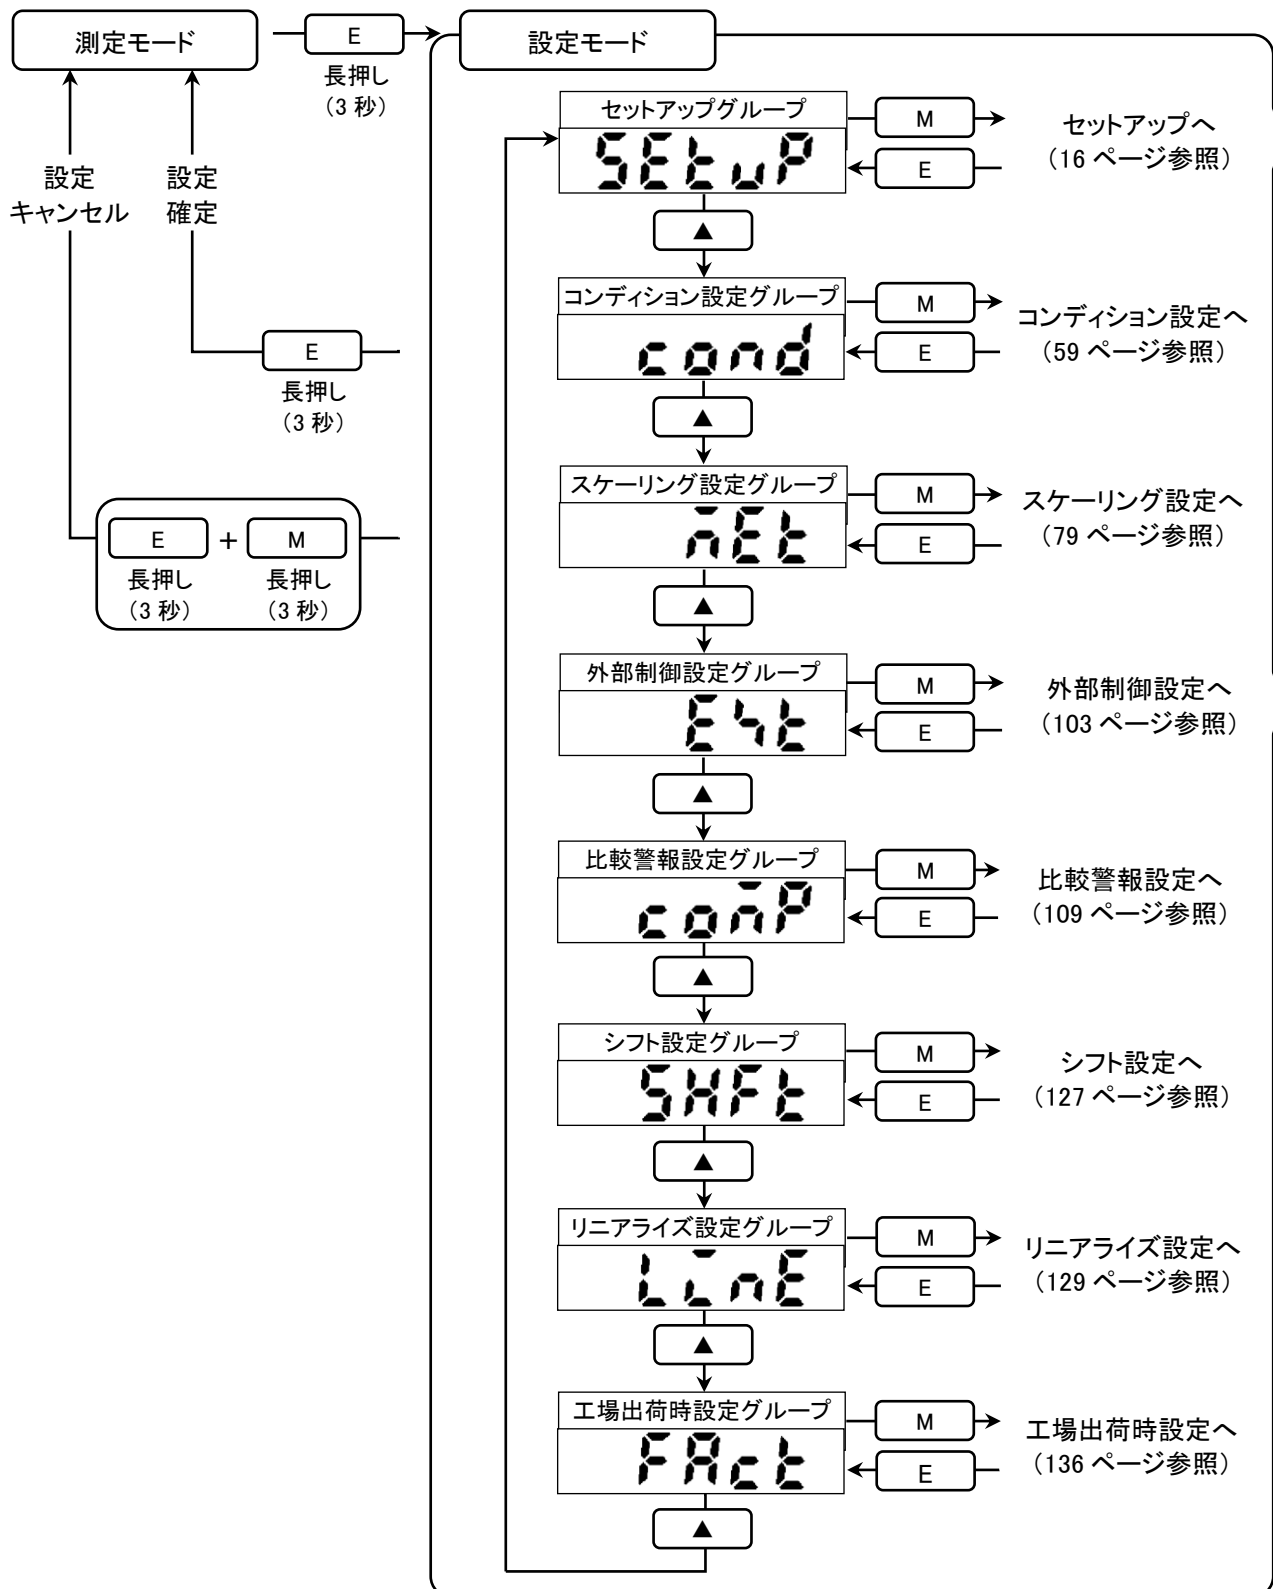 測定モード
E
長押し
（3 秒）
設定モード
セットアップグループ
SEtuP
M
E
セットアップへ
（16 ページ参照）
▲
設定
キャンセル
設定
確定
コンディション設定グループ
cond
M
E
コンディション設定へ
（59 ページ参照）
▲
E
長押し
（3 秒）
スケーリング設定グループ
mEt
M
E
スケーリング設定へ
（79 ページ参照）
▲
E
+
M
長押し
（3 秒）
長押し
（3 秒）
外部制御設定グループ
E
外部制御設定へ
（103 ページ参照）
M
E
▲
比較警報設定グループ
comP
M
E
比較警報設定へ
（109 ページ参照）
▲
シフト設定グループ
SHFt
M
E
シフト設定へ
（127 ページ参照）
▲
リニアライズ設定グループ
LinE
M
E
リニアライズ設定へ
（129 ページ参照）
▲
工場出荷時設定グループ
FAct
M
E
工場出荷時設定へ
（136 ページ参照）
▲